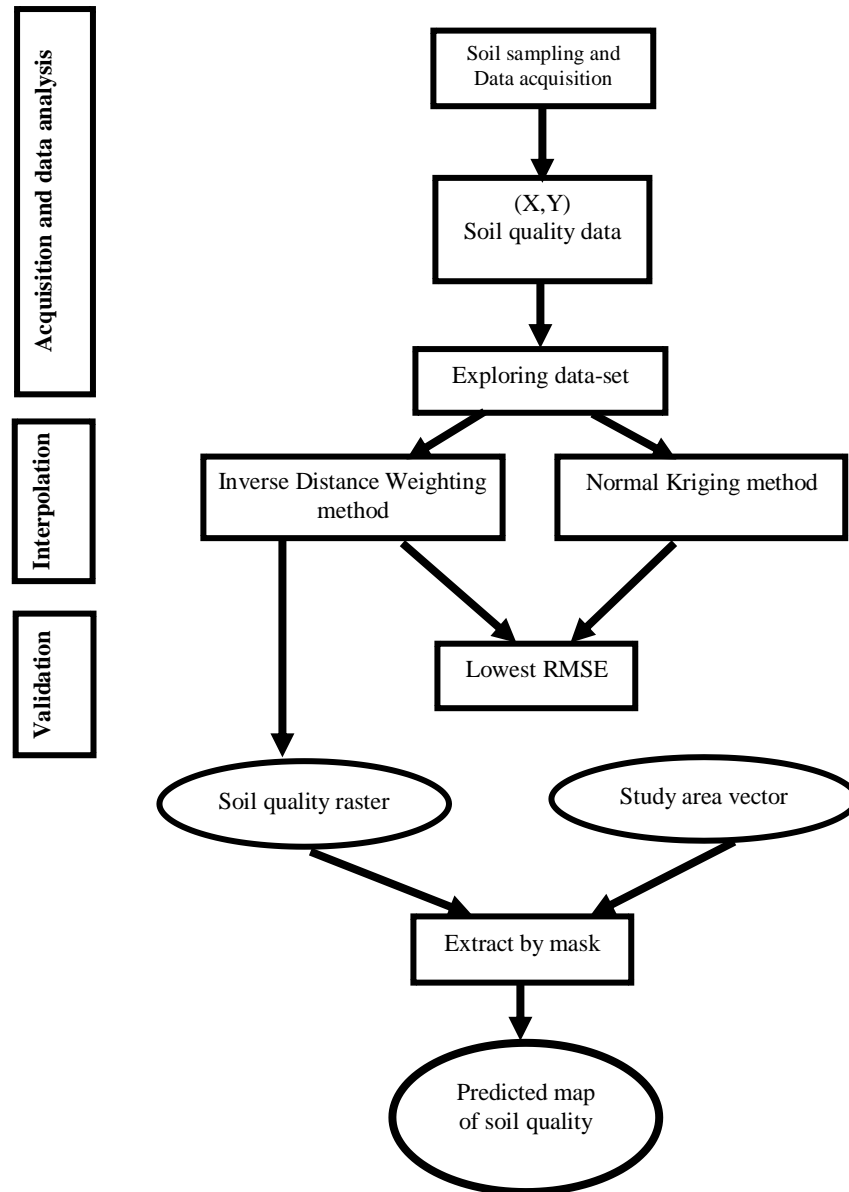 Acquisition and data analysis
Soil sampling and
Data acquisition
(X,Y)
Soil quality data
Exploring data-set
Interpolation
Inverse Distance Weighting
method
Normal Kriging method
Validation
Lowest RMSE
Soil quality raster
Study area vector
Extract by mask
Predicted map
of soil quality